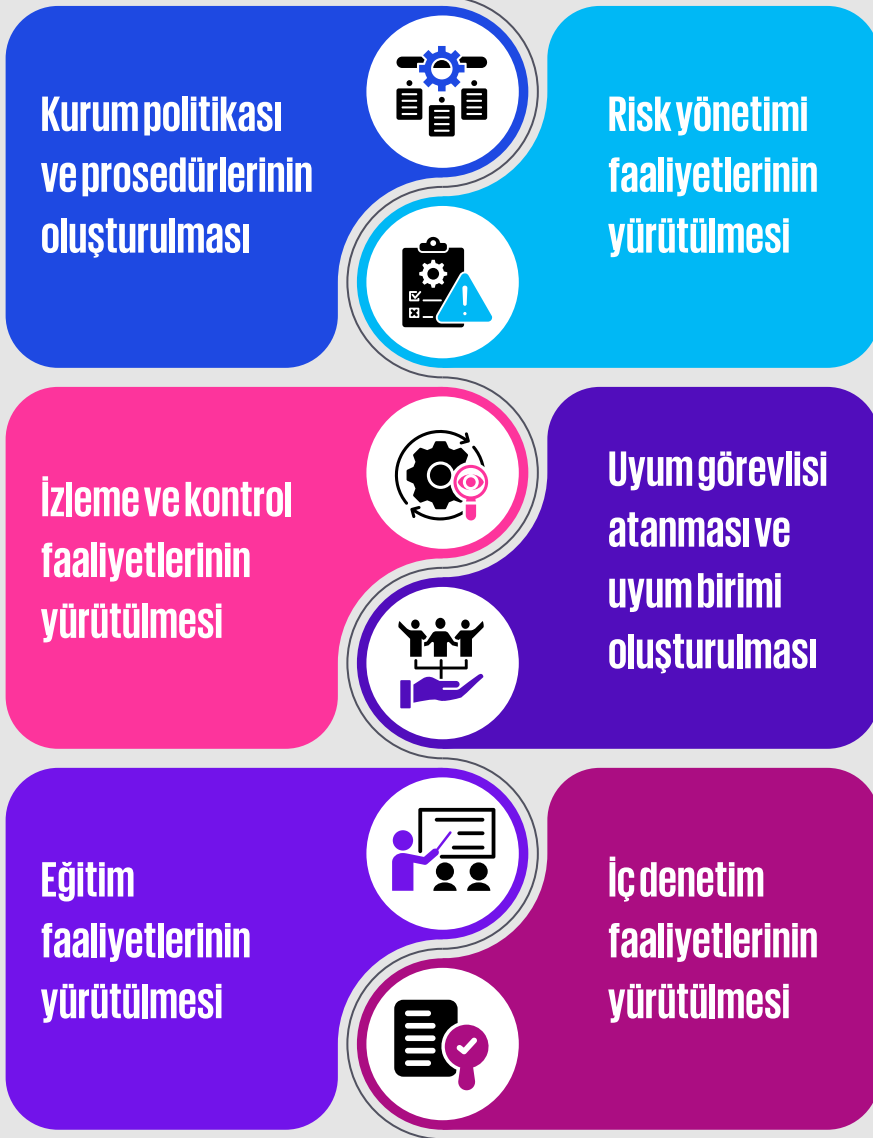 Kurum politikası
ve prosedürlerinin
oluşturulması
Risk yönetimi
faaliyetlerinin
yürütülmesi
İzleme ve kontrol
faaliyetlerinin
yürütülmesi
Uyum görevlisi
atanması ve
uyum birimi
oluşturulması
Eğitim
faaliyetlerinin
yürütülmesi
İç denetim
faaliyetlerinin
yürütülmesi